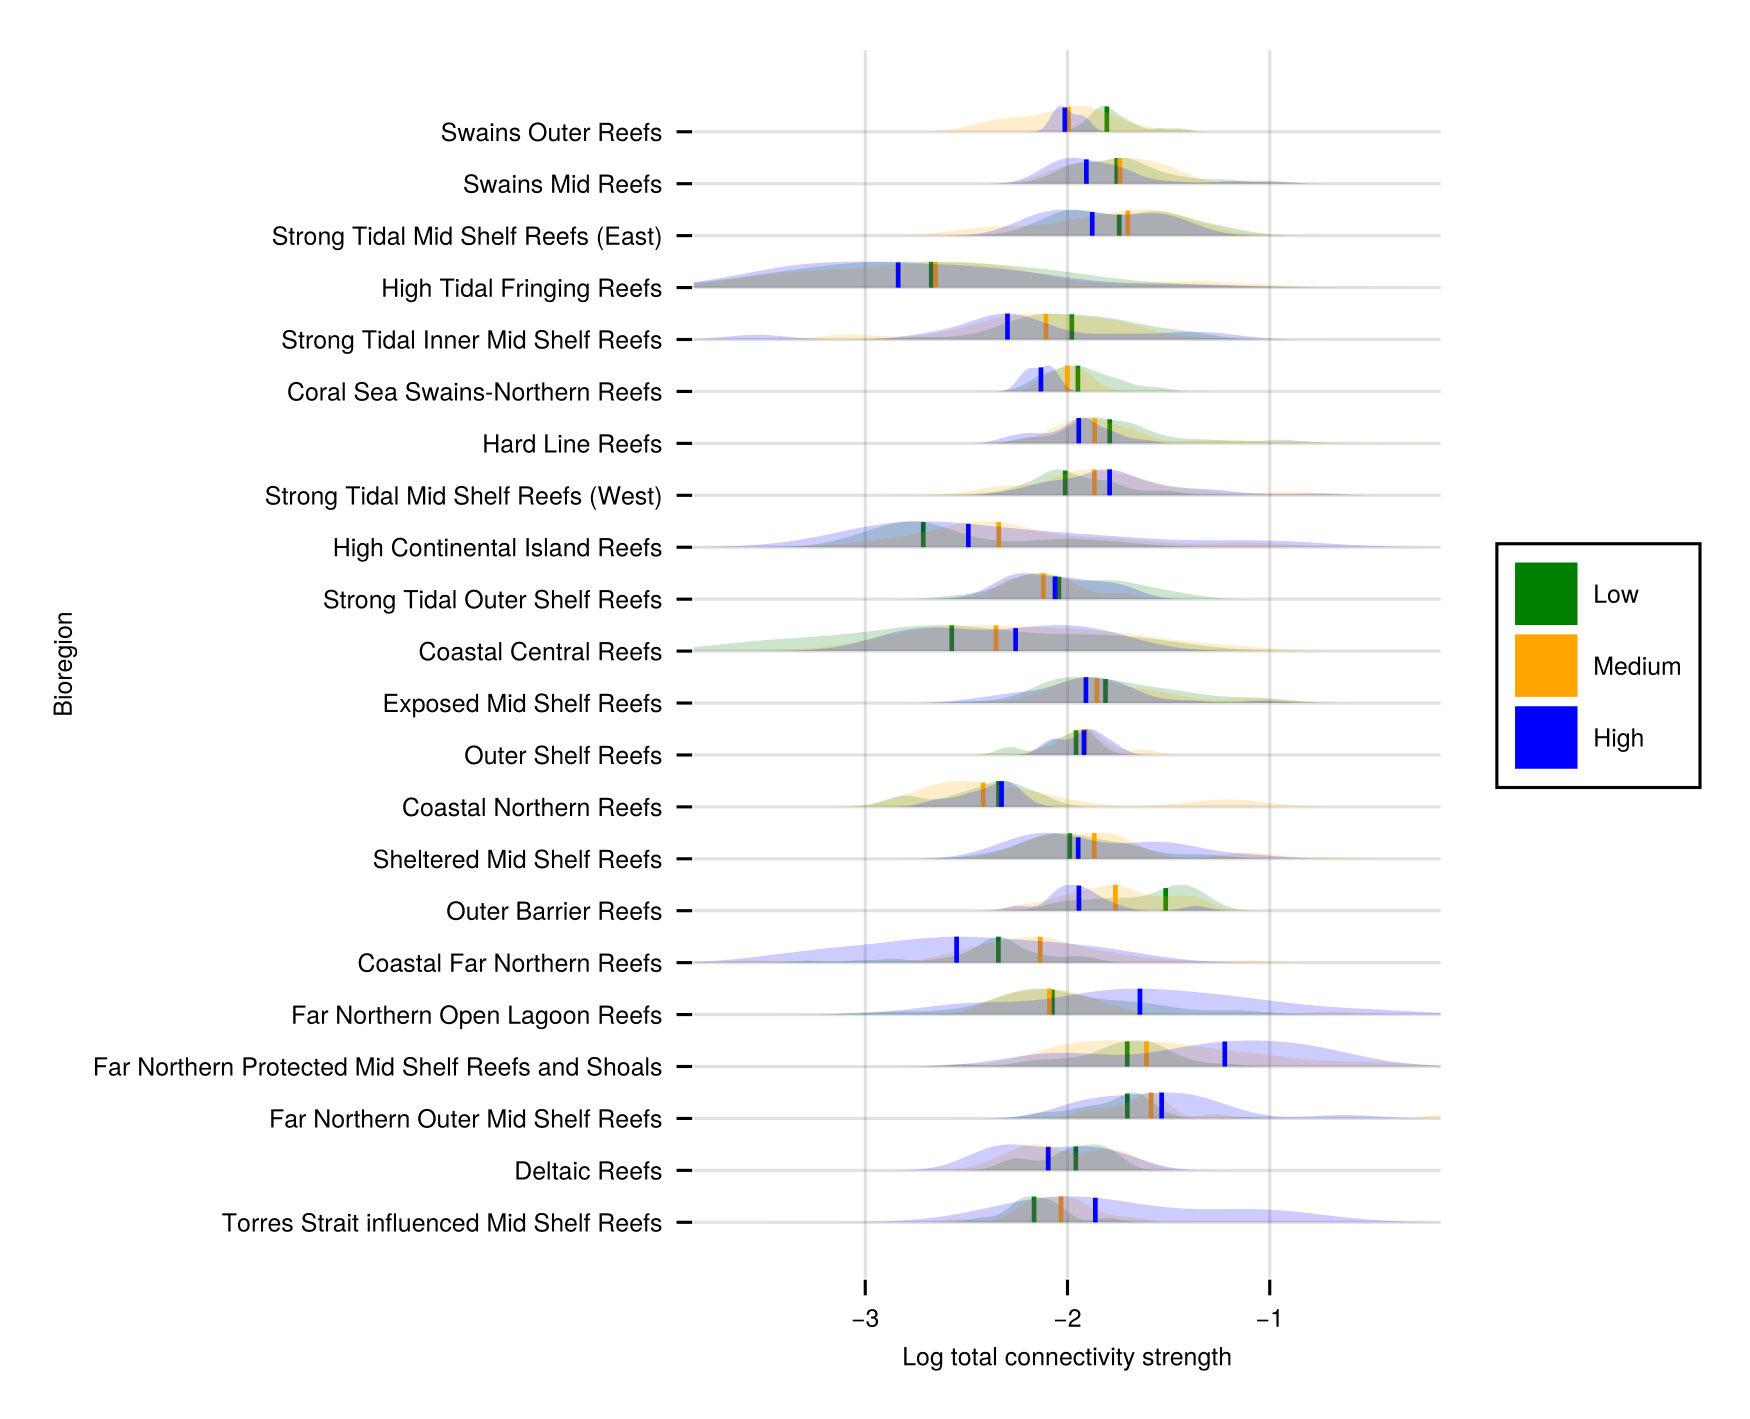 Swains Outer Reefs
Swains Mid Reefs
Strong Tidal Mid Shelf Reefs (East)
High Tidal Fringing Reefs
Strong Tidal Inner Mid Shelf Reefs
Coral Sea Swains-Northern Reefs
Hard Line Reefs
Strong Tidal Mid Shelf Reefs (West)
High Continental Island Reefs
Strong Tidal Outer Shelf Reefs
Coastal Central Reefs
Exposed Mid Shelf Reefs
Outer Shelf Reefs
Coastal Northern Reefs
Sheltered Mid Shelf Reefs
Outer Barrier Reefs
Coastal Far Northern Reefs
Far Northern Open Lagoon Reefs
Far Northern Protected Mid Shelf Reefs and Shoals
Far Northern Outer Mid Shelf Reefs
Deltaic Reefs
Torres Strait influenced Mid Shelf Reefs
Bioregion
−3 −2 −1
Log total connectivity strength
Low
Medium
High